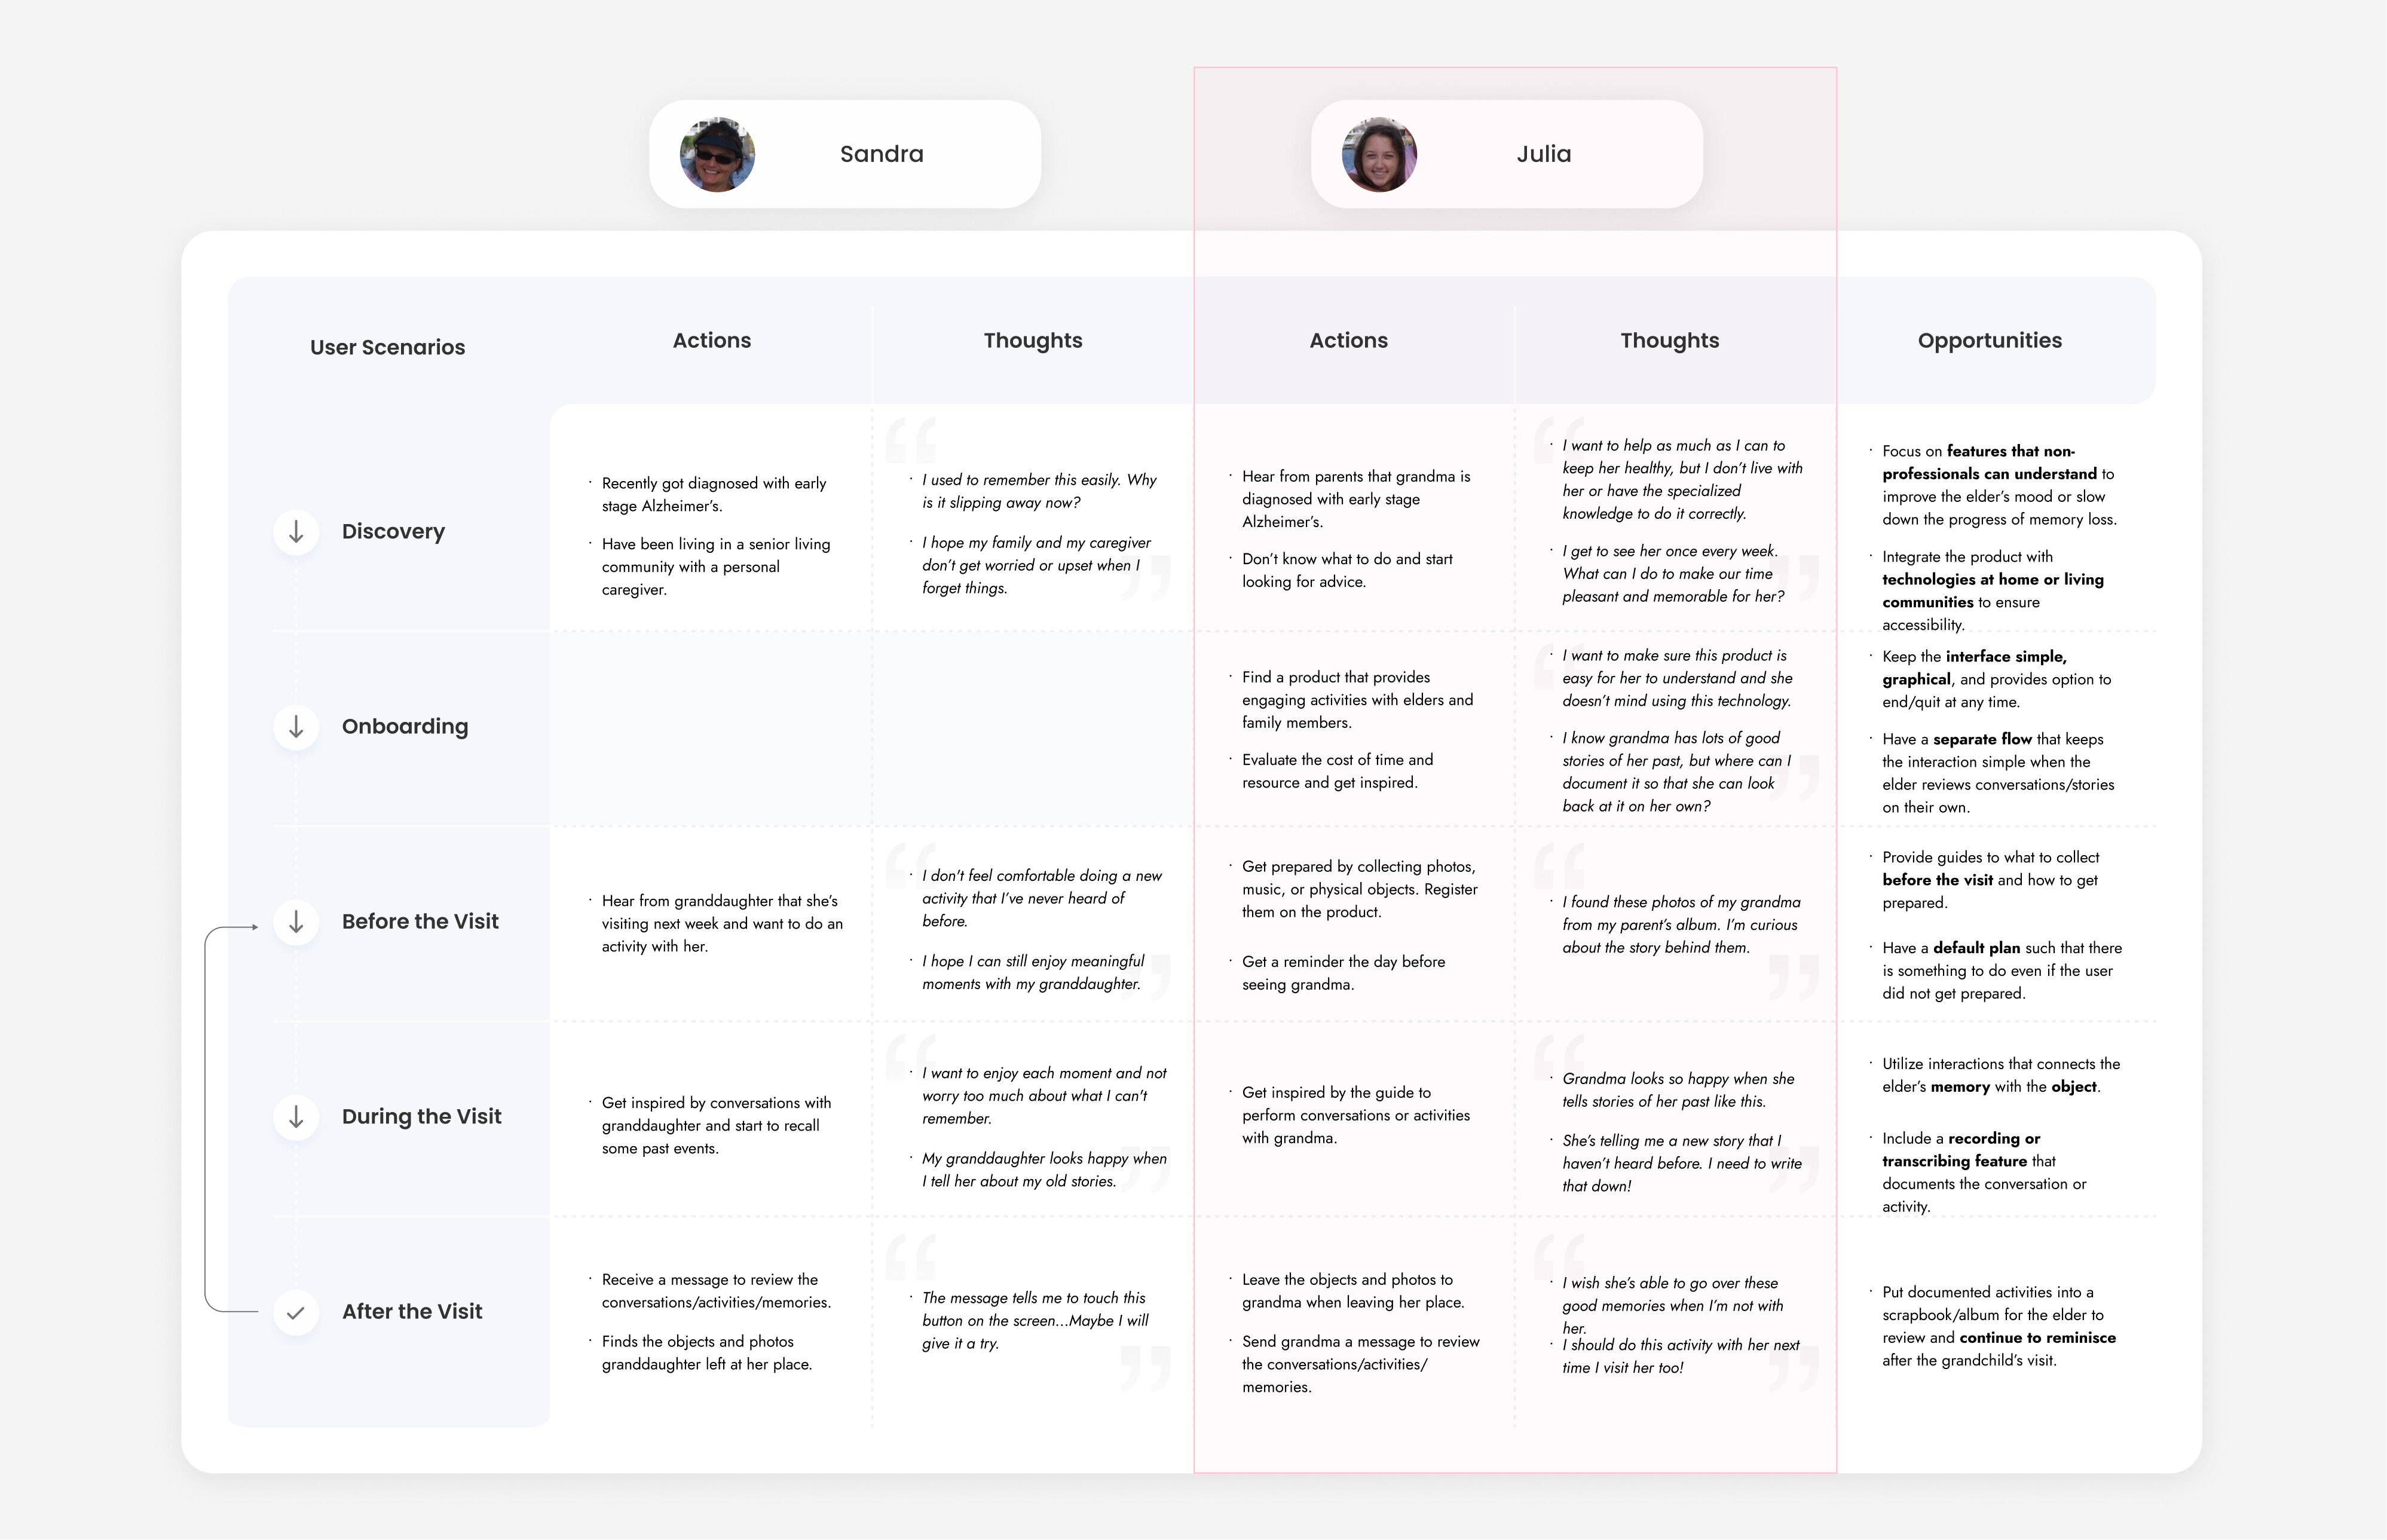 Sandra
Julia
User Scenarios
Actions
Thoughts
Actions
Thoughts
Opportunities
Discovery
· Recently got diagnosed with early
stage Alzheimer's.
· Have been living in a senior living
community with a personal
caregiver.
· I used to remember this easily. Why
is it slipping away now?
· I hope my family and my caregiver
don't get worried or upset when I
forget things.
· Hear from parents that grandma is
diagnosed with early stage
Alzheimer's.
· Don't know what to do and start
looking for advice.
· I want to help as much as I can to
keep her healthy, but I don't live with
her or have the specialized
knowledge to do it correctly.
· I get to see her once every week.
What can I do to make our time
pleasant and memorable for her?
· Focus on features that non-
professionals can understand to
improve the elder's mood or slow
down the progress of memory loss.
· Integrate the product with
technologies at home or living
communities to ensure
accessibility.
Onboarding
· Find a product that provides
engaging activities with elders and
family members.
· Evaluate the cost of time and
resource and get inspired.
· I want to make sure this product is
easy for her to understand and she
doesn't mind using this technology.
· I know grandma has lots of good
stories of her past, but where can I
document it so that she can look
back at it on her own?
· Keep the interface simple,
graphical, and provides option to
end/quit at any time.
· Have a separate flow that keeps
the interaction simple when the
elder reviews conversations/stories
on their own.
Before the Visit
· Hear from granddaughter that she's
visiting next week and want to do an
activity with her.
· I don't feel comfortable doing a new
activity that I've never heard of
before.
· I hope I can still enjoy meaningful
moments with my granddaughter.
· Get prepared by collecting photos,
music, or physical objects. Register
them on the product.
· Get a reminder the day before
seeing grandma.
· I found these photos of my grandma
from my parent's album. I'm curious
about the story behind them.
· Provide guides to what to collect
before the visit and how to get
prepared.
· Have a default plan such that there
is something to do even if the user
did not get prepared.
During the Visit
· Get inspired by conversations with
granddaughter and start to recall
some past events.
· I want to enjoy each moment and not
worry too much about what I can't
remember.
· My granddaughter looks happy when
I tell her about my old stories.
· Get inspired by the guide to
perform conversations or activities
with grandma.
· Grandma looks so happy when she
tells stories of her past like this.
· She's telling me a new story that I
haven't heard before. I need to write
that down!
· Utilize interactions that connects the
elder's memory with the object.
· Include a recording or
transcribing feature that
documents the conversation or
activity.
After the Visit
· Receive a message to review the
conversations/activities/memories.
· Finds the objects and photos
granddaughter left at her place.
· The message tells me to touch this
button on the screen...Maybe I will
give it a try.
· Leave the objects and photos to
grandma when leaving her place.
· Send grandma a message to review
the conversations/activities/
memories.
· I wish she's able to go over these
good memories when I'm not with
her.
· I should do this activity with her next
time I visit her too!
· Put documented activities into a
scrapbook/album for the elder to
review and continue to reminisce
after the grandchild's visit.